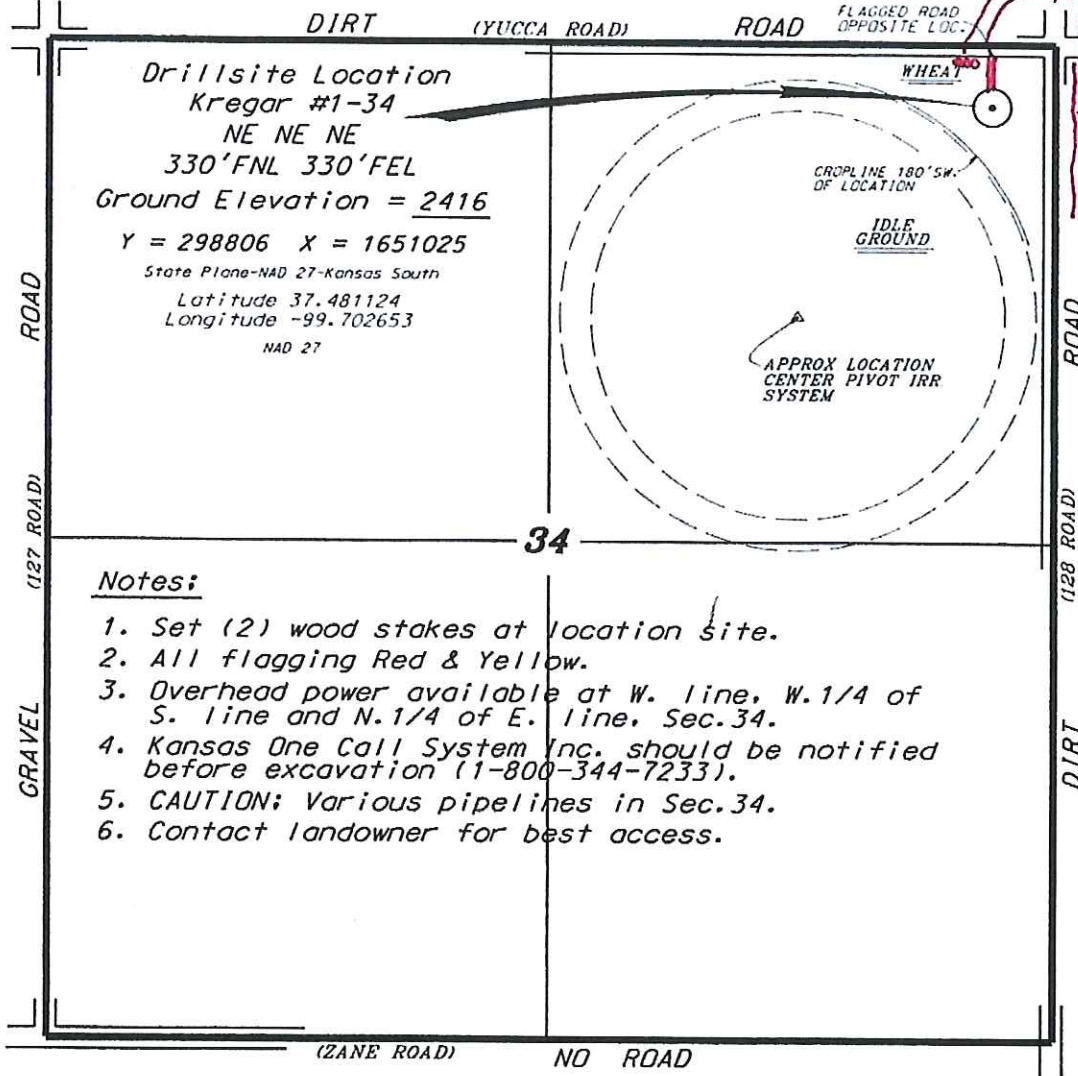 DIRT (YUCCA ROAD) ROAD
FLAGGED ROAD
OPPOSITE LOC.
Drillsite Location
Kregar #1-34
NE NE NE
330'FNL 330'FEL
Ground Elevation = 2416
Y = 298806 X = 1651025
State Plane-NAD 27-Kansas South
Latitude 37.481124
Longitude -99.702653
NAD 27
WHEAT
CROPLINE 180'SW.
OF LOCATION
IDLE
GROUND
APPROX LOCATION
CENTER PIVOT IRR
SYSTEM
GRAVEL (127 ROAD) ROAD
DIRT (128 ROAD) ROAD
34
Notes:
1. Set (2) wood stakes at location site.
2. All flagging Red & Yellow.
3. Overhead power available at W. line, W.1/4 of
S. line and N.1/4 of E. line, Sec.34.
4. Kansas One Call System Inc. should be notified
before excavation (1-800-344-7233).
5. CAUTION: Various pipelines in Sec.34.
6. Contact landowner for best access.
(ZANE ROAD) NO ROAD